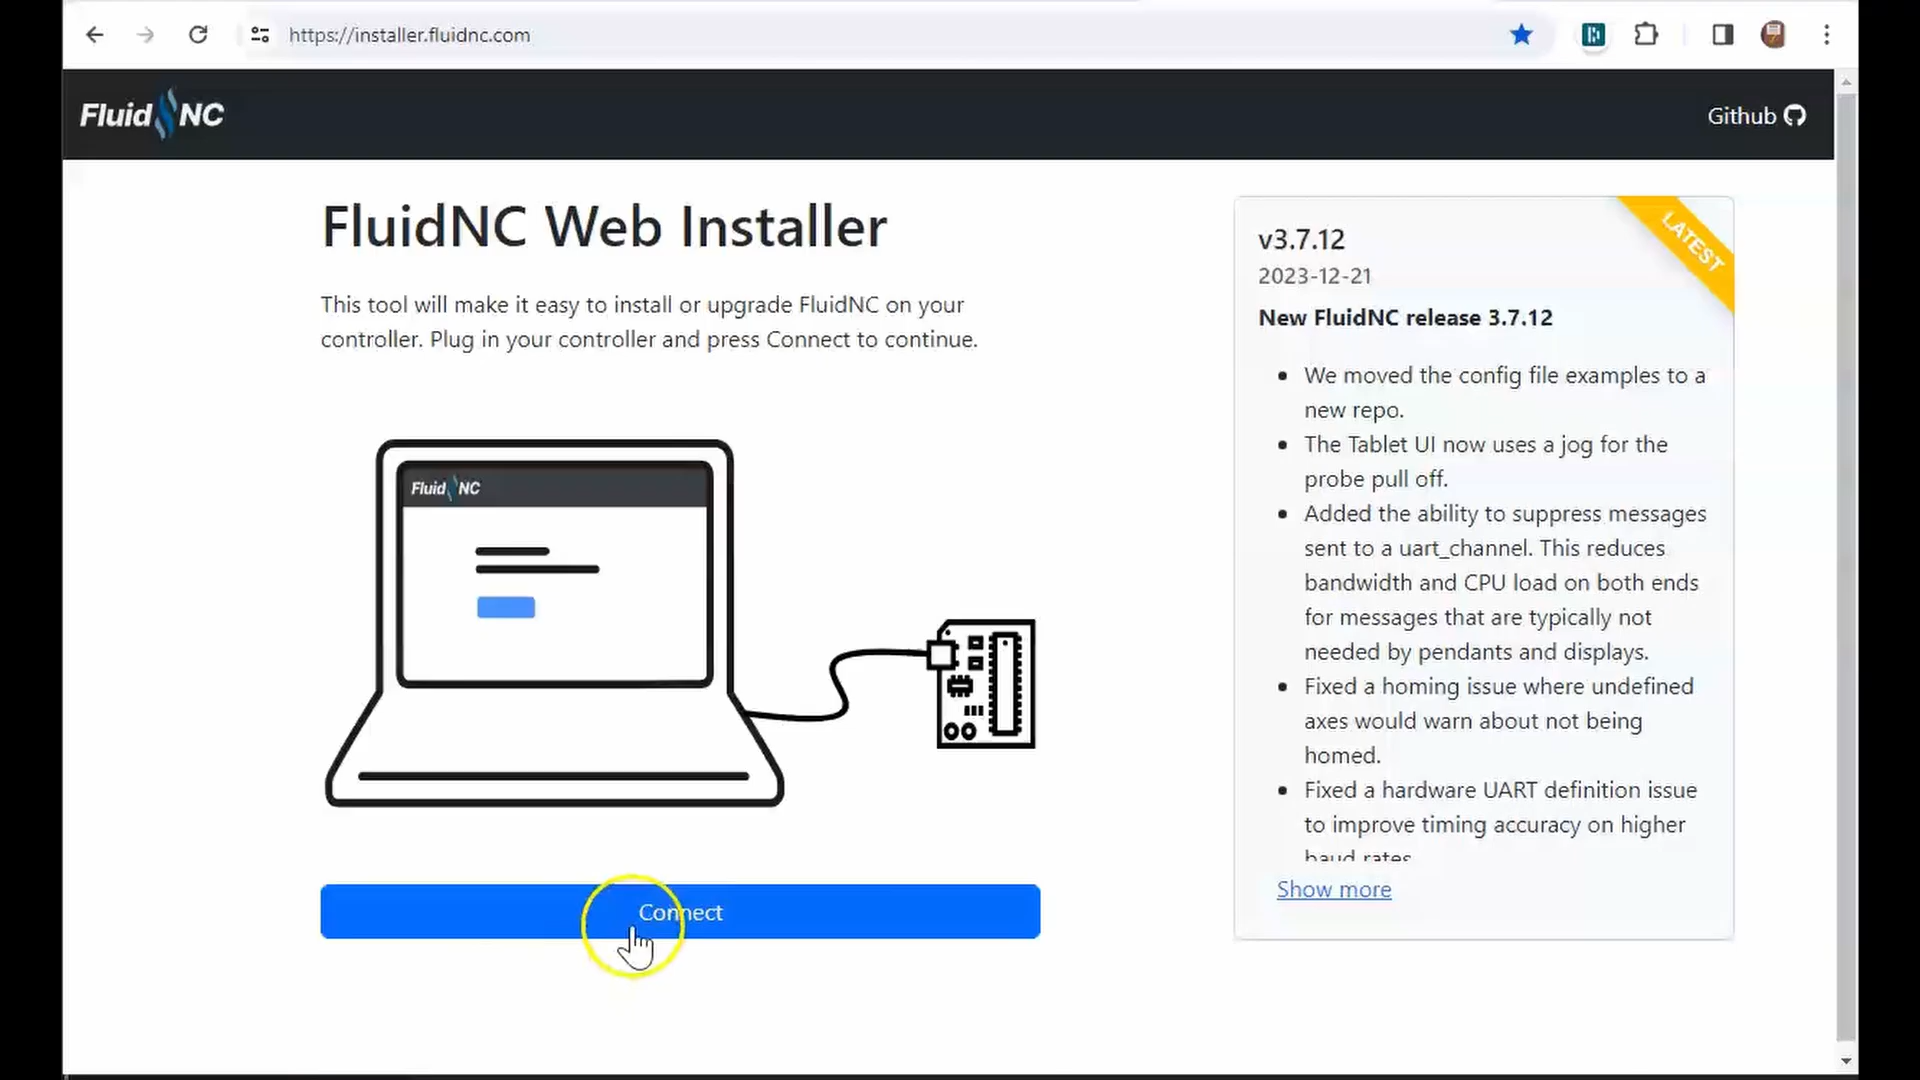 https://installer.fluidnc.com
FluidNC
Github
FluidNC Web Installer
This tool will make it easy to install or upgrade FluidNC on your
controller. Plug in your controller and press Connect to continue.
FluidNC
Connect
LATEST
v3.7.12
2023-12-21
New FluidNC release 3.7.12
We moved the config file examples to a
new repo.
The Tablet UI now uses a jog for the
probe pull off.
Added the ability to suppress messages
sent to a uart_channel. This reduces
bandwidth and CPU load on both ends
for messages that are typically not
needed by pendants and displays.
Fixed a homing issue where undefined
axes would warn about not being
homed.
Fixed a hardware UART definition issue
to improve timing accuracy on higher
baud rates.
Show more